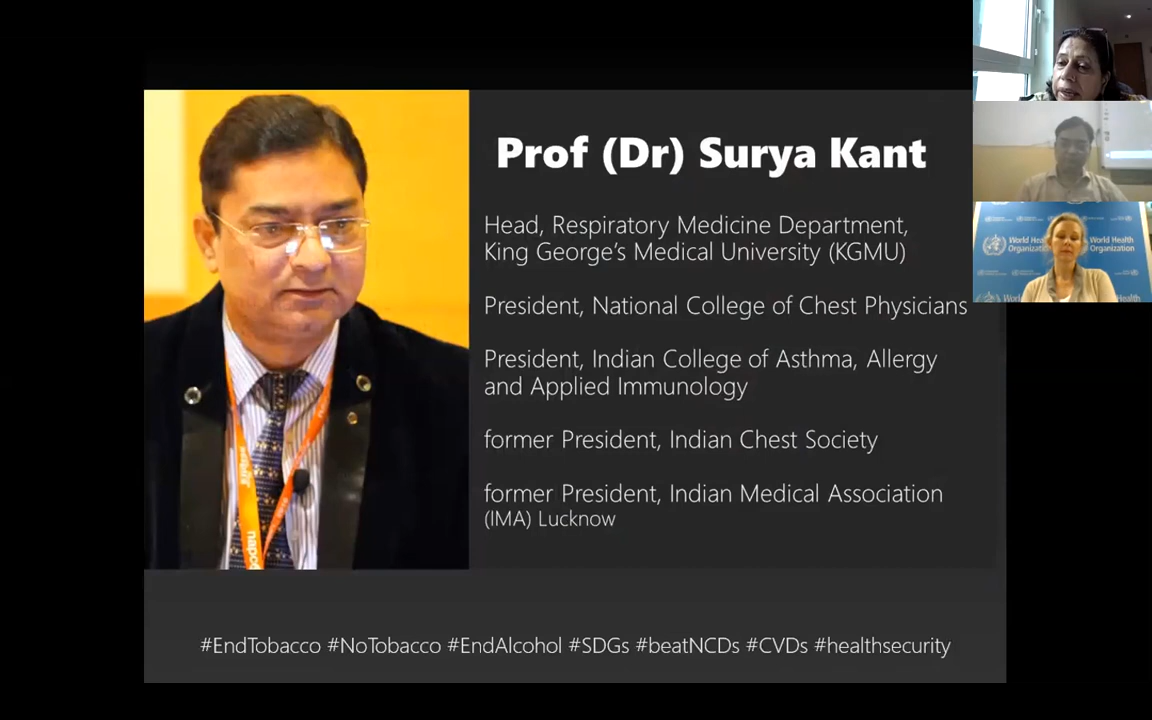 Prof (Dr) Surya Kant
Head, Respiratory Medicine Department,
King George's Medical University (KGMU)
President, National College of Chest Physicians
President, Indian College of Asthma, Allergy
and Applied Immunology
former President, Indian Chest Society
former President, Indian Medical Association
(IMA) Lucknow
#EndTobacco #NoTobacco #EndAlcohol #SDGs #beatNCDs #CVDs #healthsecurity
World Hea
Organizatio
World Health
Organization
Health